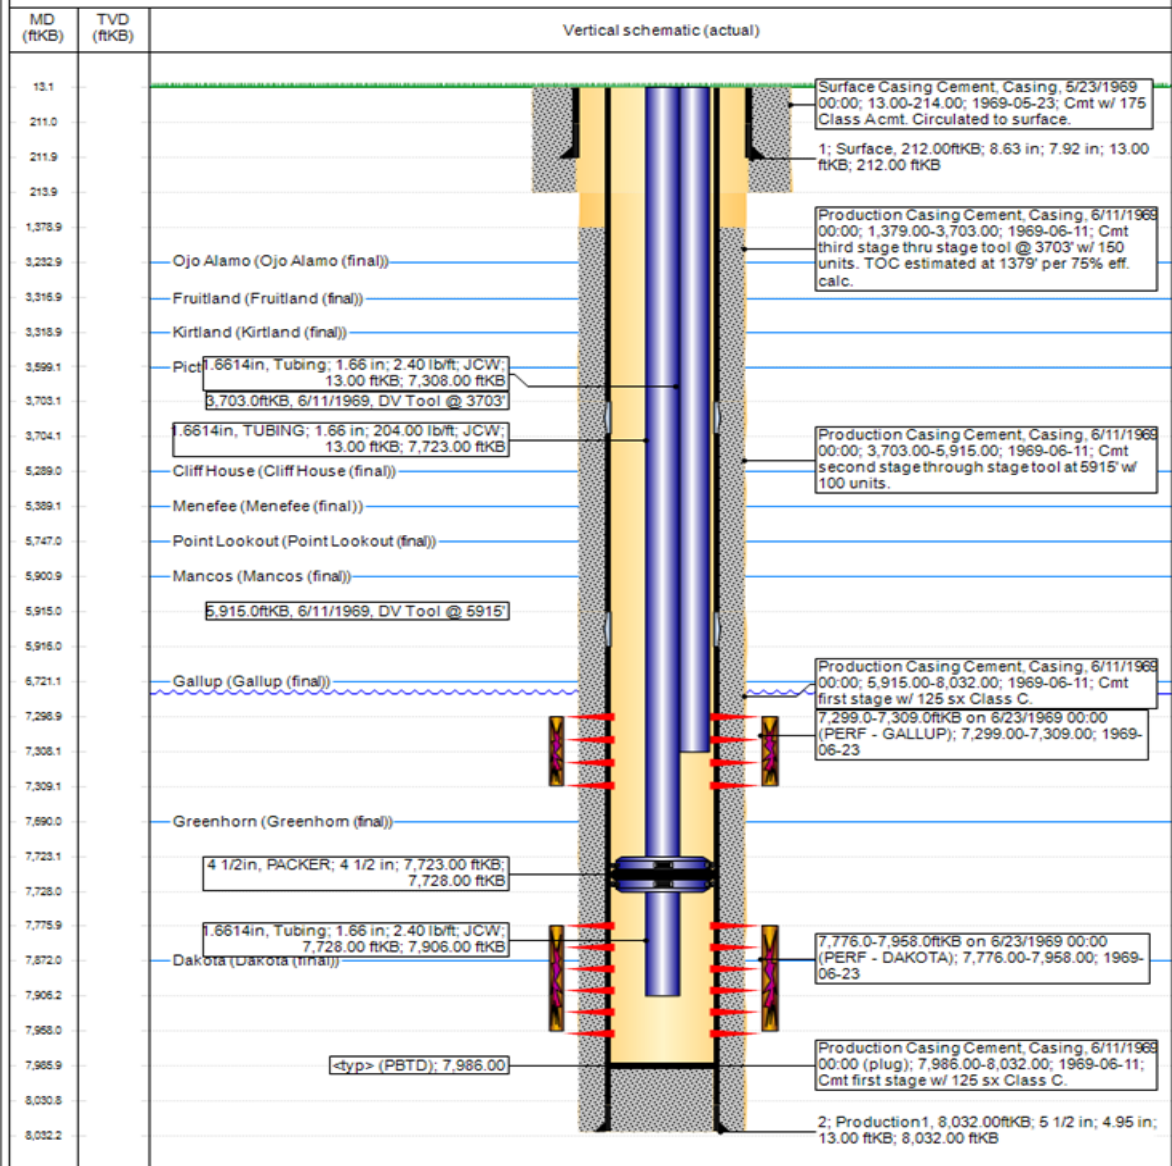 MD
(ftKB)
TVD
(ftKB)
Vertical schematic (actual)
13.1
211.0
211.9
213.9
1,378.9
3,232.9
3,316.9
3,318.9
3,599.1
3,703.1
3,704.1
5,289.0
5,389.1
5,747.0
5,900.9
5,915.0
5,916.0
6,721.1
7,298.9
7,308.1
7,309.1
7,690.0
7,723.1
7,728.0
7,775.9
7,872.0
7,906.2
7,958.0
7,985.9
8,030.8
8,032.2
Ojo Alamo (Ojo Alamo (final))
Fruitland (Fruitland (final))
Kirtland (Kirtland (final))
Pict
1.6614in, Tubing; 1.66 in; 2.40 lb/ft; JCW;
13.00 ftKB; 7,308.00 ftKB
3,703.0ftKB, 6/11/1969, DV Tool @ 3703'
1.6614in, TUBING; 1.66 in; 204.00 lb/ft; JCW;
13.00 ftKB; 7,723.00 ftKB
Cliff House (Cliff House (final))
Menefee (Menefee (final))
Point Lookout (Point Lookout (final))
Mancos (Mancos (final))
5,915.0ftKB, 6/11/1969, DV Tool @ 5915'
Gallup (Gallup (final))
Greenhorn (Greenhorn (final))
4 1/2in, PACKER; 4 1/2 in; 7,723.00 ftKB;
7,728.00 ftKB
1.6614in, Tubing; 1.66 in; 2.40 lb/ft; JCW;
7,728.00 ftKB; 7,906.00 ftKB
Dakota (Dakota (final))
<typ> (PBTD); 7,986.00
Surface Casing Cement, Casing, 5/23/1969
00:00; 13.00-214.00; 1969-05-23; Cmt w/ 175
Class A cmt. Circulated to surface.
1; Surface, 212.00ftKB; 8.63 in; 7.92 in; 13.00
ftKB; 212.00 ftKB
Production Casing Cement, Casing, 6/11/1969
00:00; 1,379.00-3,703.00; 1969-06-11; Cmt
third stage thru stage tool @ 3703' w/ 150
units. TOC estimated at 1379' per 75% eff.
calc.
Production Casing Cement, Casing, 6/11/1969
00:00; 3,703.00-5,915.00; 1969-06-11; Cmt
second stage through stage tool at 5915' w/
100 units.
Production Casing Cement, Casing, 6/11/1969
00:00; 5,915.00-8,032.00; 1969-06-11; Cmt
first stage w/ 125 sx Class C.
7,299.0-7,309.0ftKB on 6/23/1969 00:00
(PERF - GALLUP); 7,299.00-7,309.00; 1969-
06-23
7,776.0-7,958.0ftKB on 6/23/1969 00:00
(PERF - DAKOTA); 7,776.00-7,958.00; 1969-
06-23
Production Casing Cement, Casing, 6/11/1969
00:00 (plug); 7,986.00-8,032.00; 1969-06-11;
Cmt first stage w/ 125 sx Class C.
2; Production1, 8,032.00ftKB; 5 1/2 in; 4.95 in;
13.00 ftKB; 8,032.00 ftKB